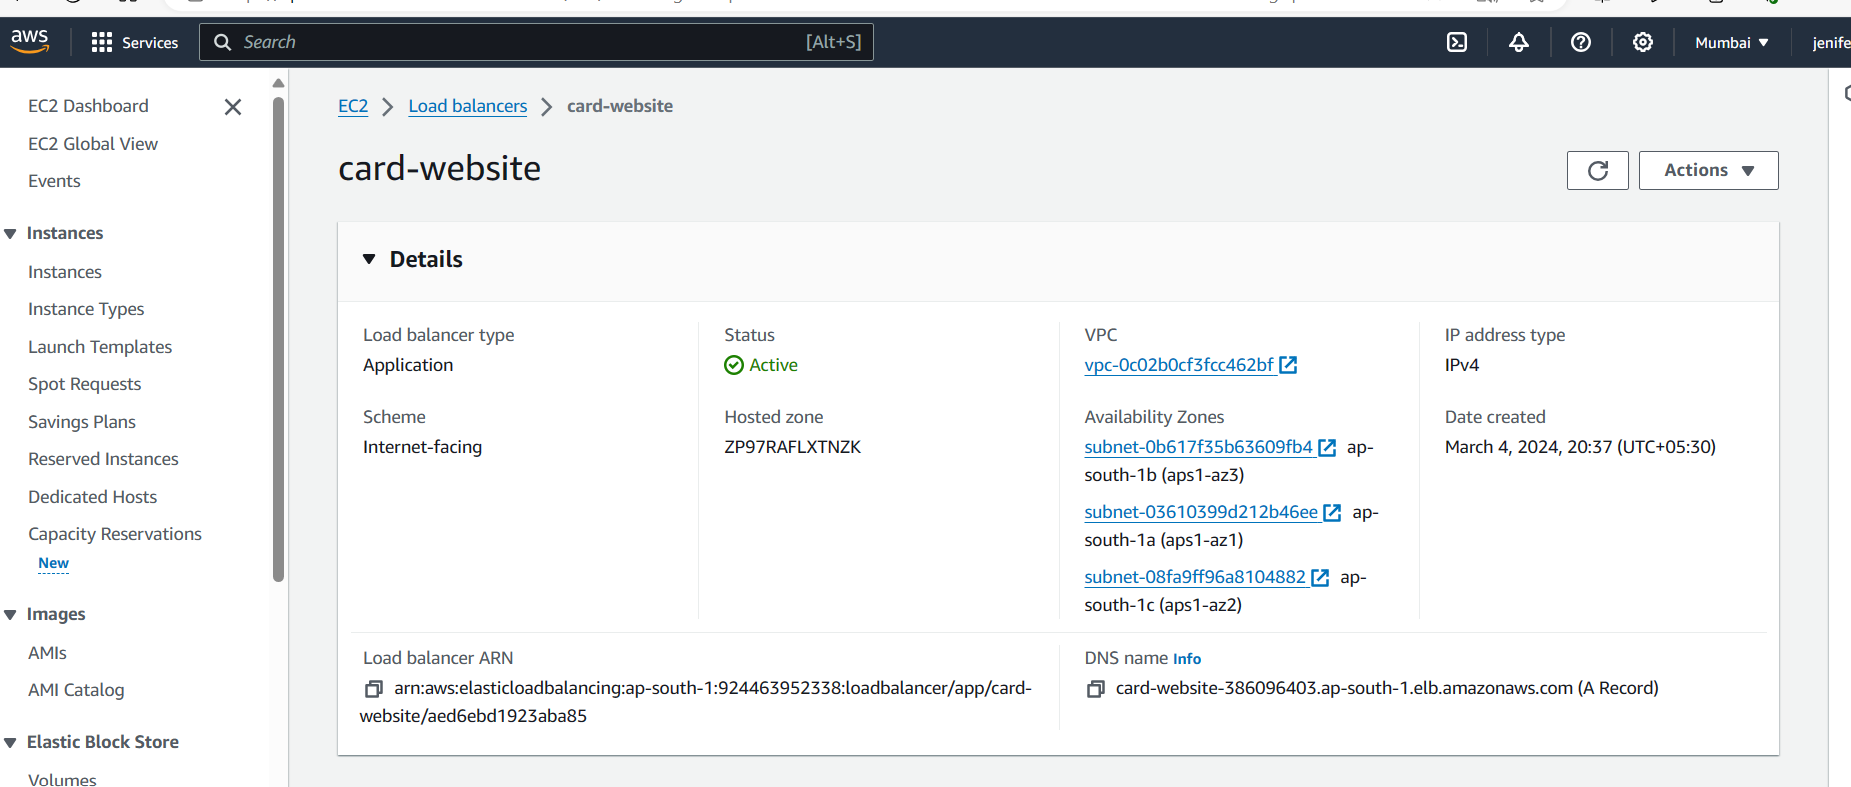 aws
Services
Search [Alt+S]
Mumbai
jenife
EC2 Dashboard
EC2 Global View
Events
Instances
Instances
Instance Types
Launch Templates
Spot Requests
Savings Plans
Reserved Instances
Dedicated Hosts
Capacity Reservations
New
Images
AMIs
AMI Catalog
Elastic Block Store
Volumes
EC2 Load balancers card-website
card-website
Actions
Details
Load balancer type
Application
Status
Active
VPC
vpc-0c02b0cf3fcc462bf
IP address type
IPv4
Scheme
Internet-facing
Hosted zone
ZP97RAFLXTNZK
Availability Zones
subnet-0b617f35b63609fb4 ap-
south-1b (aps1-az3)
subnet-03610399d212b46ee ap-
south-1a (aps1-az1)
subnet-08fa9ff96a8104882 ap-
south-1c (aps1-az2)
Date created
March 4, 2024, 20:37 (UTC+05:30)
Load balancer ARN
arn:aws:elasticloadbalancing:ap-south-1:924463952338:loadbalancer/app/card-
website/aed6ebd1923aba85
DNS name Info
card-website-386096403.ap-south-1.elb.amazonaws.com (A Record)